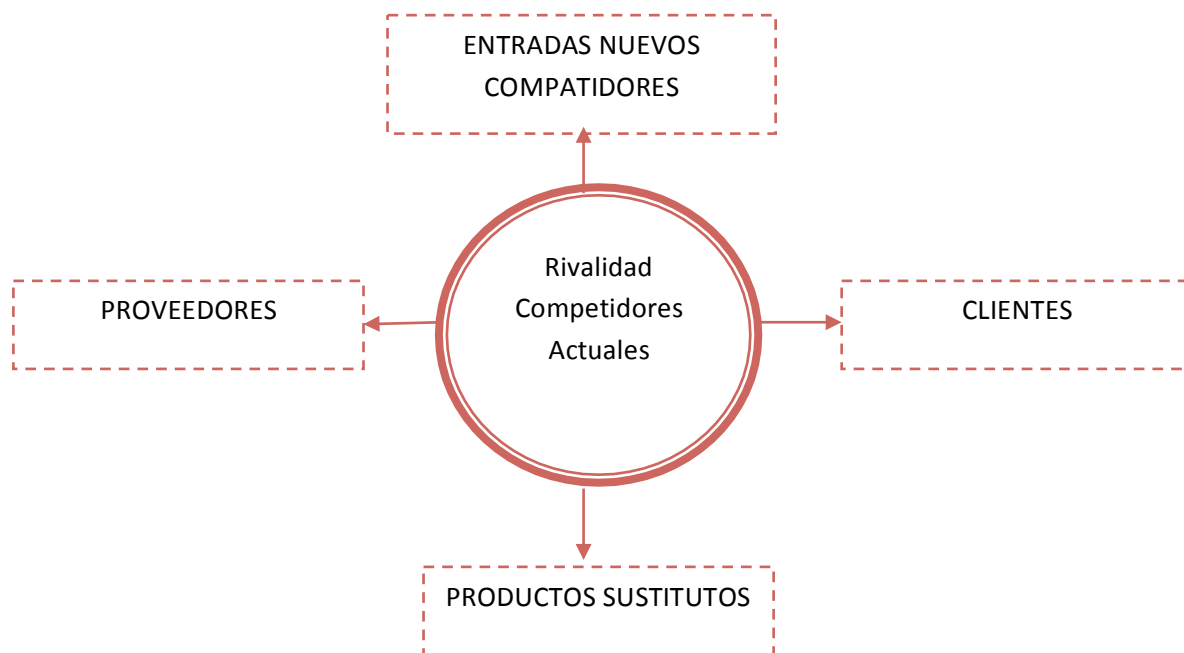 ENTRADAS NUEVOS
COMPATIDORES
Rivalidad
Competidores
Actuales
PROVEEDORES
CLIENTES
PRODUCTOS SUSTITUTOS